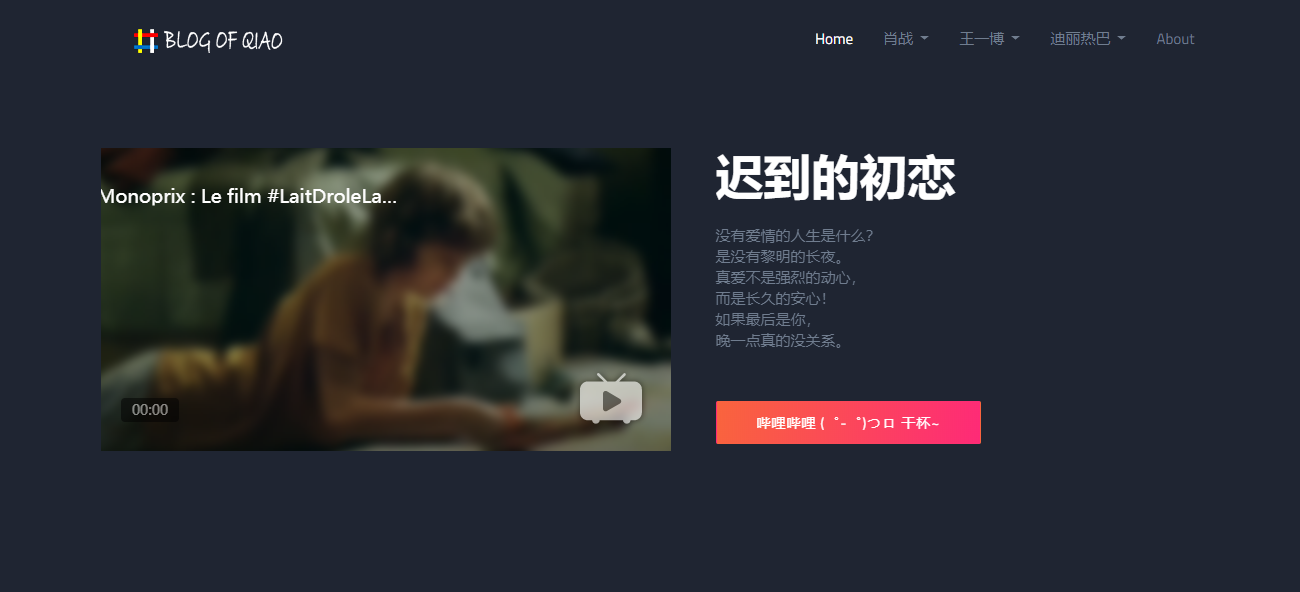 BLOG OF QIAO
Home
肖战
王一博
迪丽热巴
About
Monoprix : Le film #LaitDroleLa...
00:00
迟到的初恋
没有爱情的人生是什么？
是没有黎明的长夜。
真爱不是强烈的动心，
而是长久的安心！
如果最后是你，
晚一点真的没关系。
哔哩哔哩 (゜-゜)つロ 干杯~